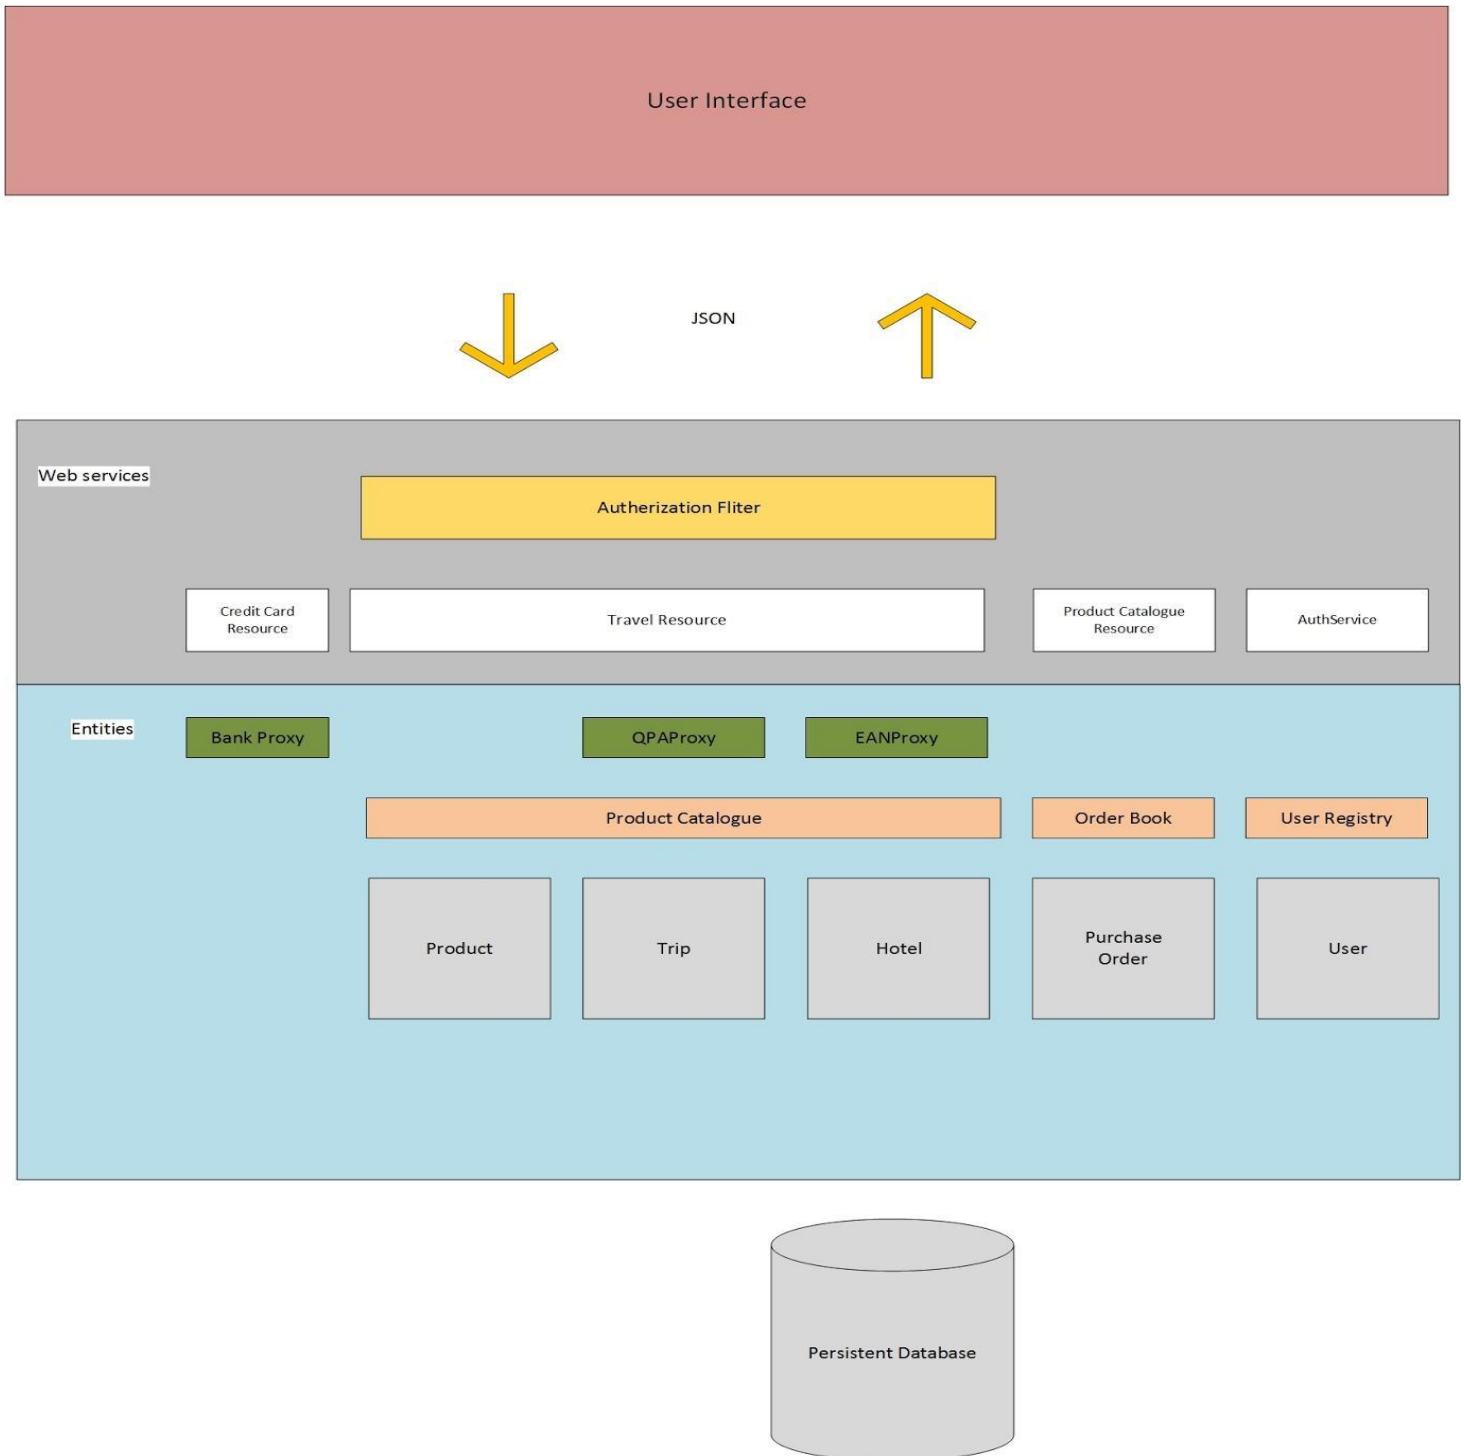 User Interface
JSON
Web services
Autherization Fliter
Credit Card
Resource
Travel Resource
Product Catalogue
Resource
AuthService
Entities
Bank Proxy
QPAProxy
EANProxy
Product Catalogue
Order Book
User Registry
Product
Trip
Hotel
Purchase
Order
User
Persistent Database